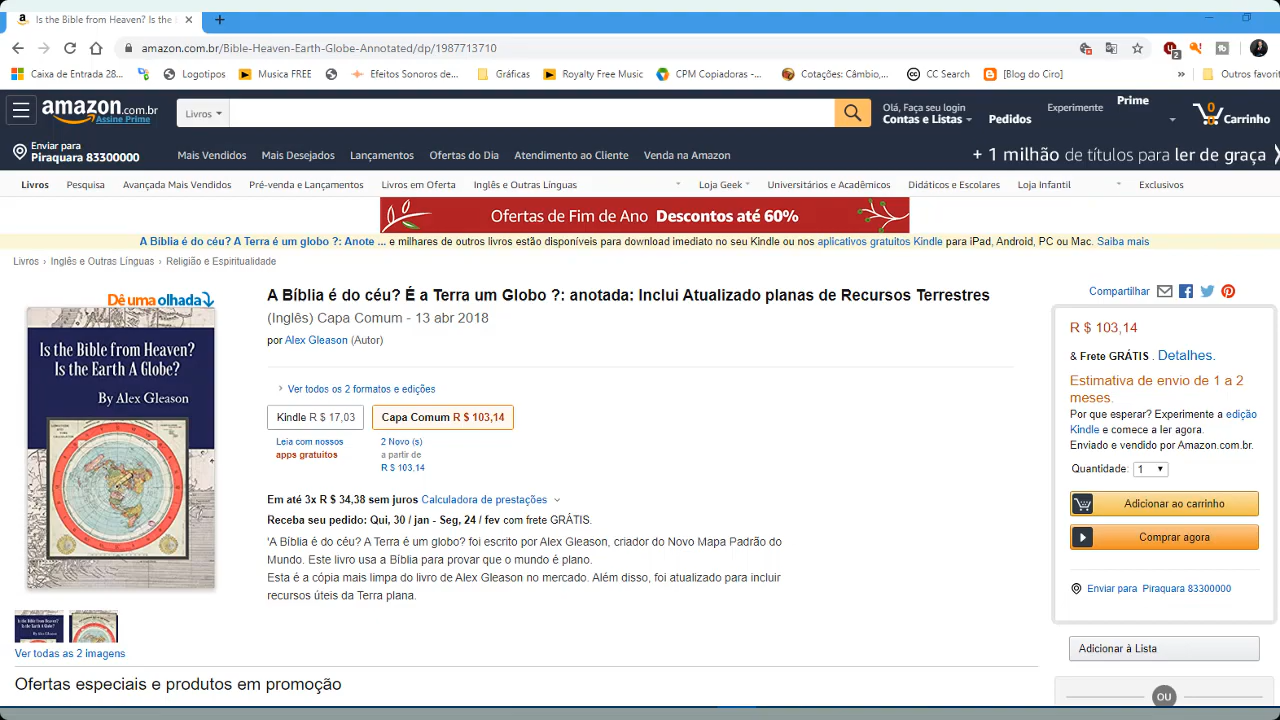 Is the Bible from Heaven? Is the
amazon.com.br/Bible-Heaven-Earth-Globe-Annotated/dp/1987713710
2
Caixa de Entrada 28... Logotipos Musica FREE Efeitos Sonoros de... Gráficas Royalty Free Music CPM Copiadoras -... Cotações: Câmbio,... CC Search [Blog do Ciro] » Outros favorit
amazon.com.br
Assine Prime
Livros
Olá, Faça seu login
Contas e Listas
Pedidos
Experimente
Prime
0
Carrinho
Enviar para
Piraquara 83300000
Mais Vendidos Mais Desejados Lançamentos Ofertas do Dia Atendimento ao Cliente Venda na Amazon
+ 1 milhão de títulos para ler de graça
Livros Pesquisa Avançada Mais Vendidos Pré-venda e Lançamentos Livros em Oferta Inglês e Outras Línguas Loja Geek Universitários e Acadêmicos Didáticos e Escolares Loja Infantil Exclusivos
Ofertas de Fim de Ano Descontos até 60%
A Bíblia é do céu? A Terra é um globo ?: Anote ... e milhares de outros livros estão disponíveis para download imediato no seu Kindle ou nos aplicativos gratuitos Kindle para iPad, Android, PC ou Mac. Saiba mais
Livros › Inglês e Outras Línguas › Religião e Espiritualidade
Dê uma olhada
Is the Bible from Heaven?
Is the Earth A Globe?
By Alex Gleason
Ver todas as 2 imagens
A Bíblia é do céu? É a Terra um Globo ?: anotada: Inclui Atualizado planas de Recursos Terrestres
(Inglês) Capa Comum - 13 abr 2018
por Alex Gleason (Autor)
› Ver todos os 2 formatos e edições
Kindle R $ 17,03
Capa Comum R $ 103,14
Leia com nossos
apps gratuitos
2 Novo (s)
a partir de
R $ 103,14
Em até 3x R $ 34,38 sem juros Calculadora de prestações
Receba seu pedido: Qui, 30 / jan - Seg, 24 / fev com frete GRÁTIS.
'A Bíblia é do céu? A Terra é um globo? foi escrito por Alex Gleason, criador do Novo Mapa Padrão do
Mundo. Este livro usa a Bíblia para provar que o mundo é plano.
Esta é a cópia mais limpa do livro de Alex Gleason no mercado. Além disso, foi atualizado para incluir
recursos úteis da Terra plana.
Compartilhar
R $ 103,14
& Frete GRÁTIS . Detalhes.
Estimativa de envio de 1 a 2
meses.
Por que esperar? Experimente a edição
Kindle e comece a ler agora.
Enviado e vendido por Amazon.com.br.
Quantidade: 1
Adicionar ao carrinho
Comprar agora
Enviar para Piraquara 83300000
Adicionar à Lista
OU
Ofertas especiais e produtos em promoção